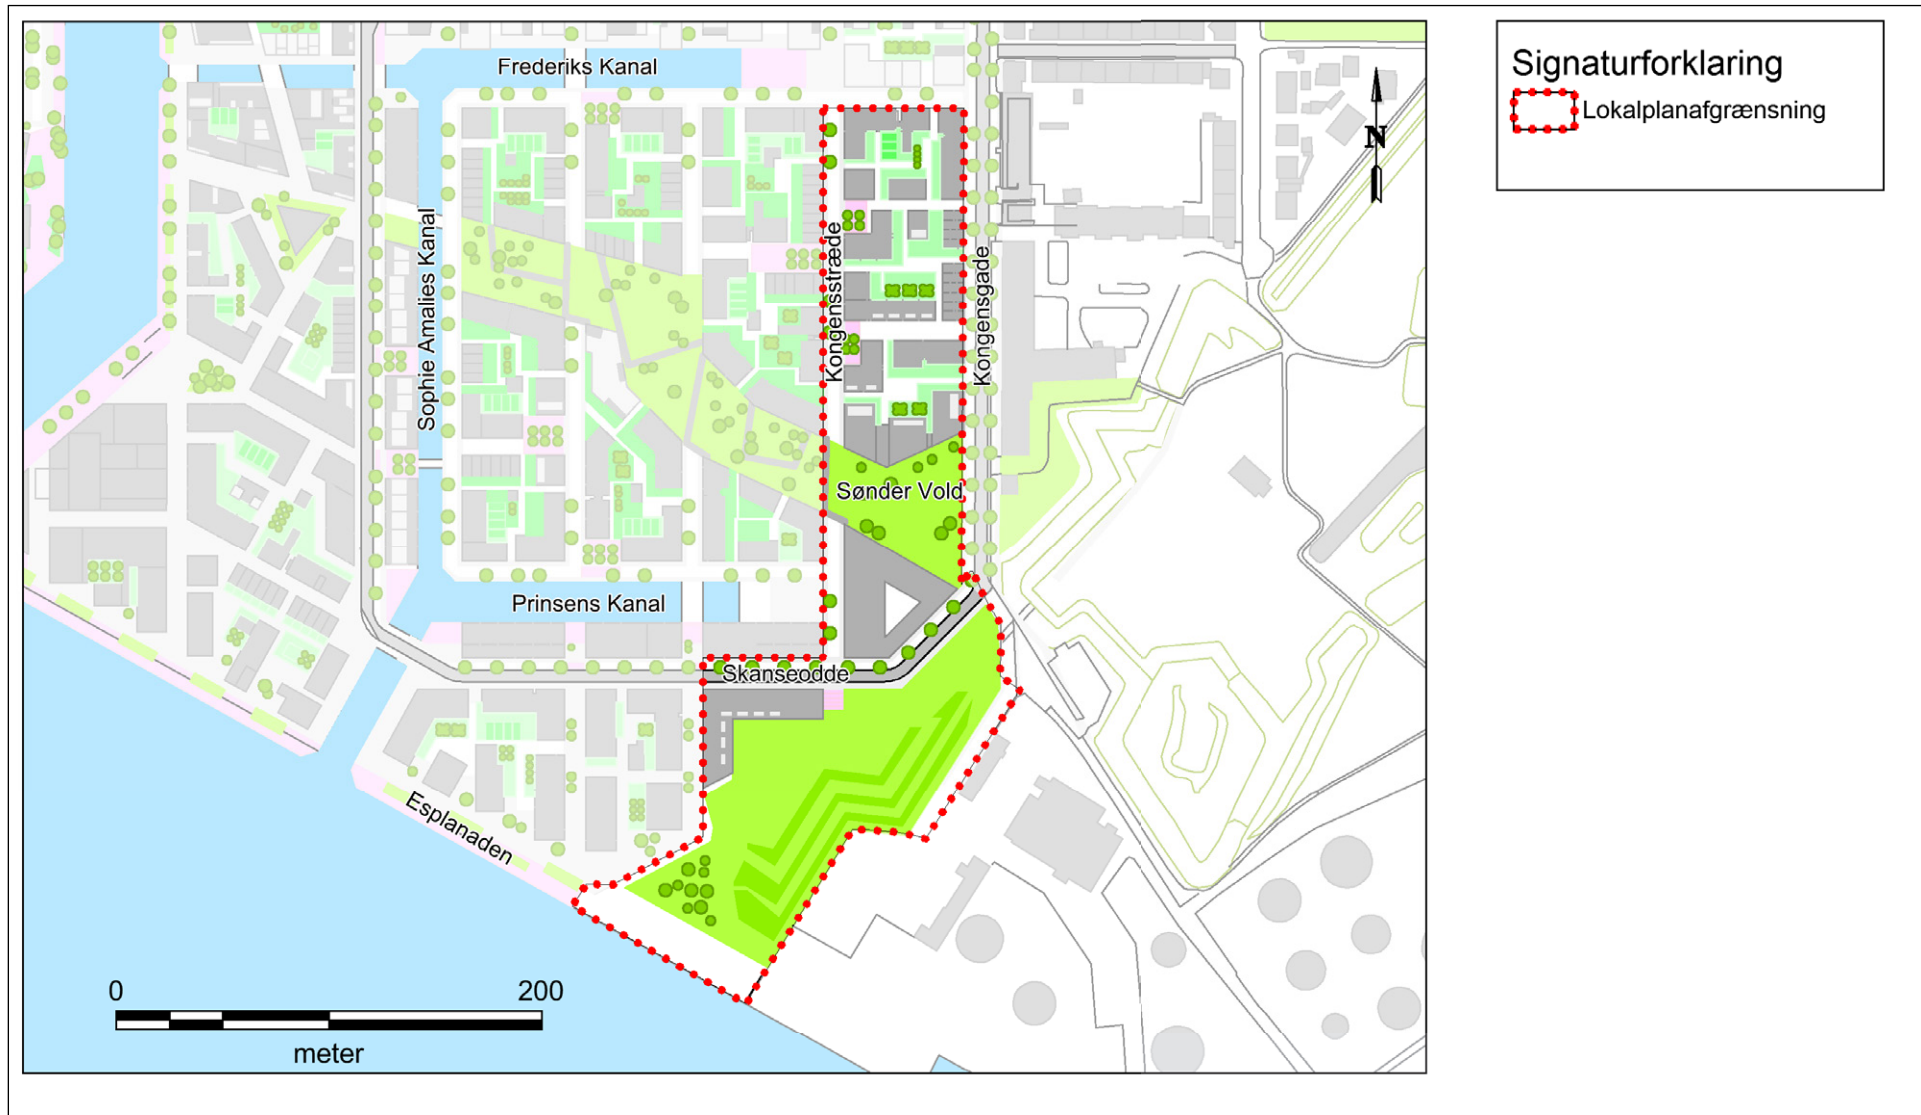 Frederiks Kanal
Signaturforklaring
Lokalplanafgrænsning
N
Sophie Amalies Kanal
Kongensstræde
Kongensgade
Sønder Vold
Prinsens Kanal
Skanseodde
Esplanaden
0 200
meter